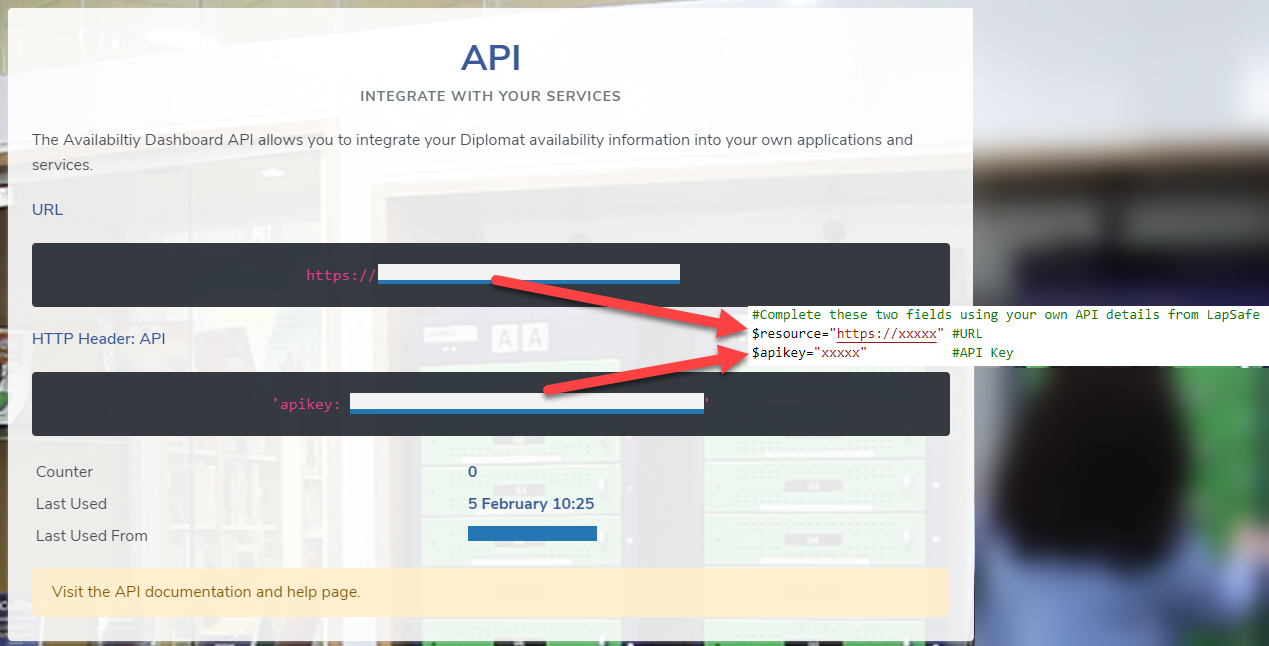 API
INTEGRATE WITH YOUR SERVICES
The Availabiltiy Dashboard API allows you to integrate your Diplomat availability information into your own applications and
services.
URL
https://
#Complete these two fields using your own API details from LapSafe
$resource="https://xxxxx" #URL
$apikey="xxxxx" #API Key
HTTP Header: API
'apikey: '
Counter 0
Last Used 5 February 10:25
Last Used From
Visit the API documentation and help page.
A A
03
04